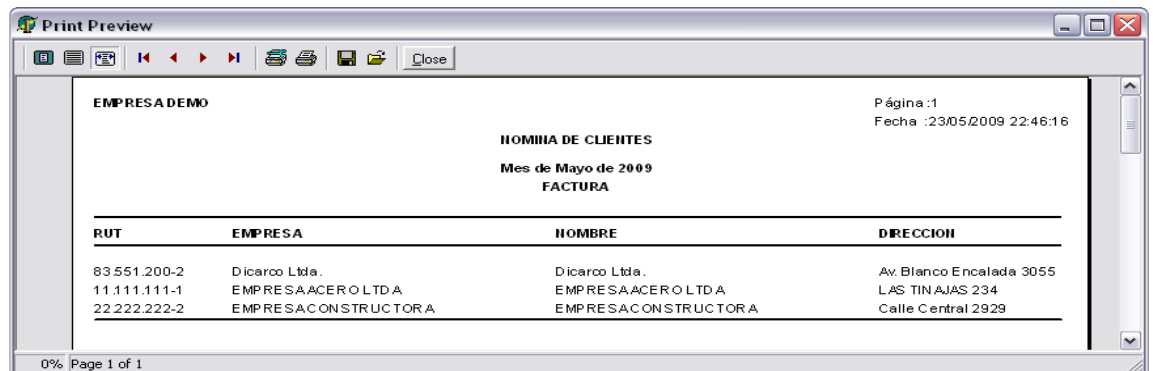 Print Preview
Close
EMPRESA DEMO
Página :1
Fecha :23/05/2009 22:46:16
NOMINA DE CLIENTES
Mes de Mayo de 2009
FACTURA
RUT EMPRESA NOMBRE DIRECCION
83.551.200-2 Dicarco Ltda. Dicarco Ltda. Av. Blanco Encalada 3055
11.111.111-1 EMPRESA ACERO LTDA EMPRESA ACERO LTDA LAS TINAJAS 234
22.222.222-2 EMPRESA CONSTRUCTORA EMPRESA CONSTRUCTORA Calle Central 2929
0% Page 1 of 1